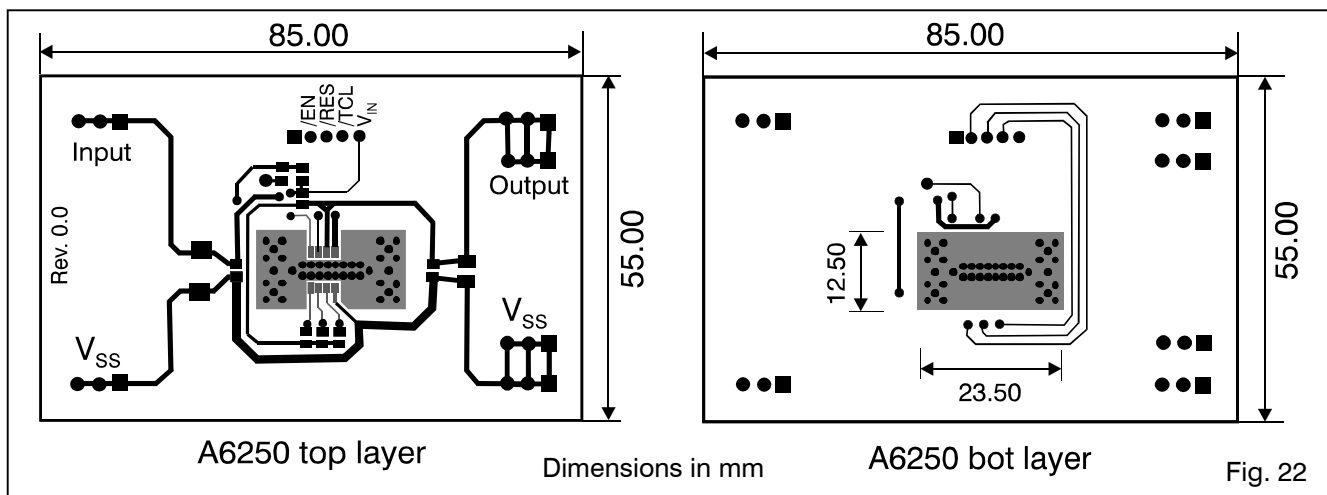 85.00
85.00
/EN
/RES
/TCL
VIN
Input
Output
Rev. 0.0
55.00
12.50
55.00
VSS
VSS
23.50
A6250 top layer
Dimensions in mm
A6250 bot layer
Fig. 22